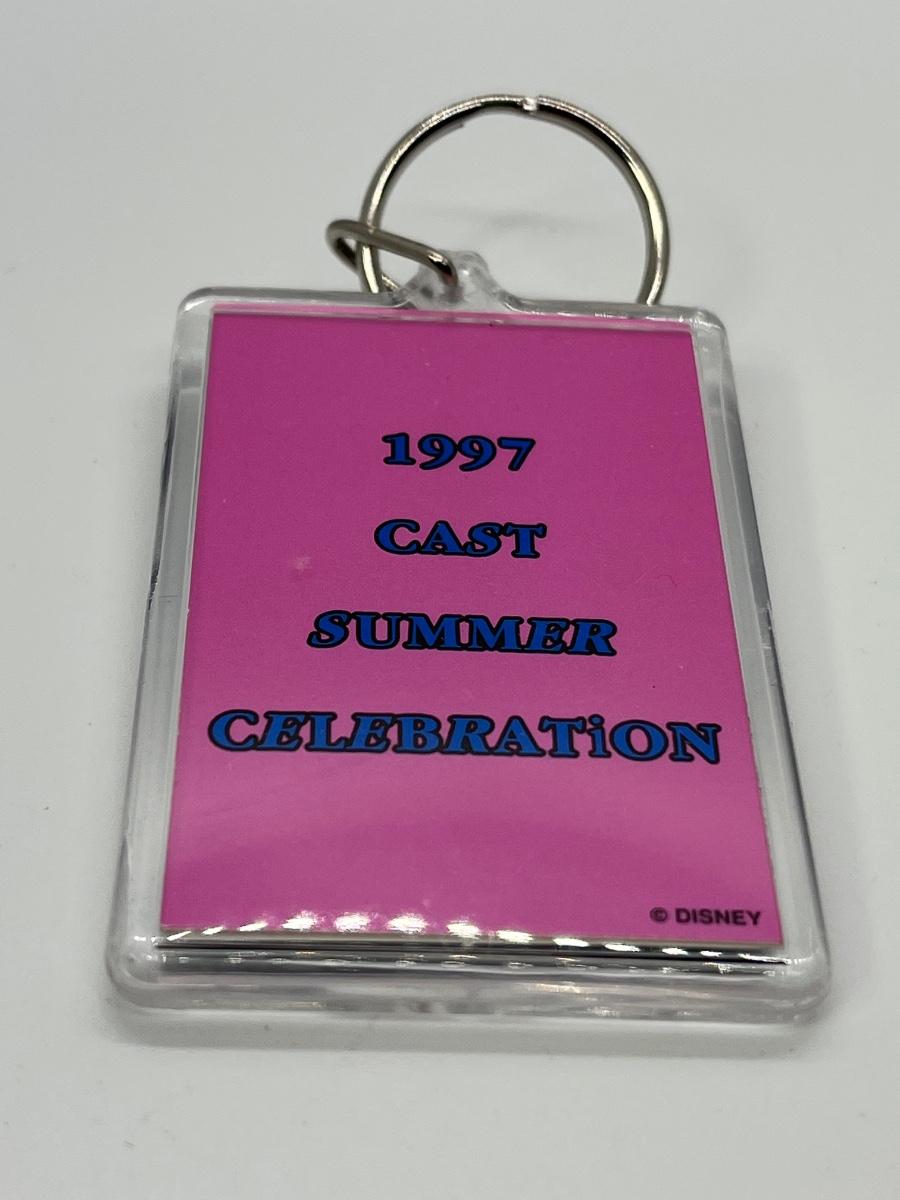 1997
CAST
SUMMER
CELEBRATiON
© DISNEY